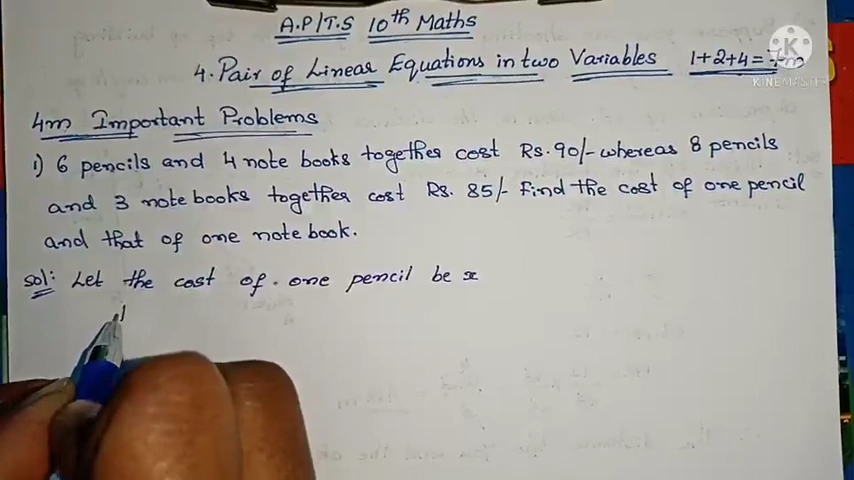 A.P/T.S 10th Maths
4. Pair of Linear Equations in two Variables 1+2+4=7m
KINEMASTER
4m Important Problems
1) 6 pencils and 4 note books together cost Rs. 90/- whereas 8 pencils
and 3 note books together cost Rs. 85/- Find the cost of one pencil
and that of one note book.
Sol: Let the cost of one pencil be x